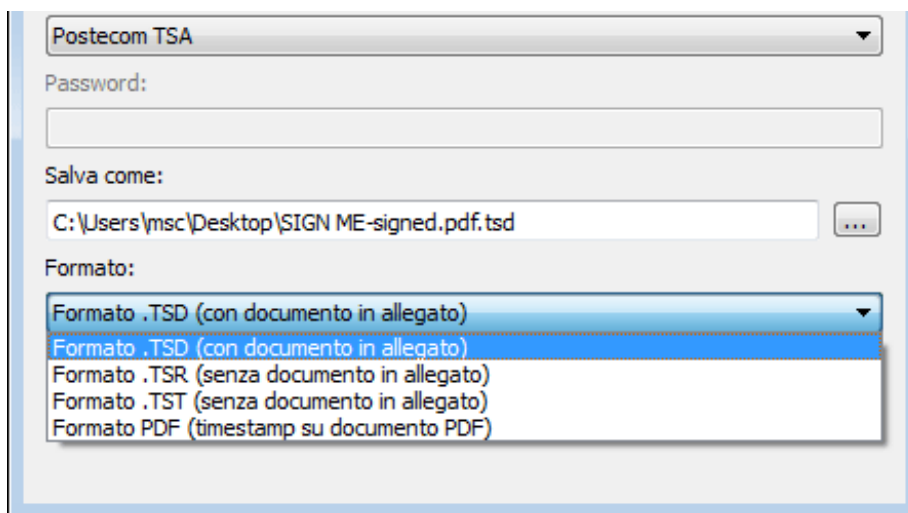 Postecom TSA
Password:
Salva come:
C:\Users\msc\Desktop\SIGN ME-signed.pdf.tsd
...
Formato:
Formato .TSD (con documento in allegato)
Formato .TSD (con documento in allegato)
Formato .TSR (senza documento in allegato)
Formato .TST (senza documento in allegato)
Formato PDF (timestamp su documento PDF)